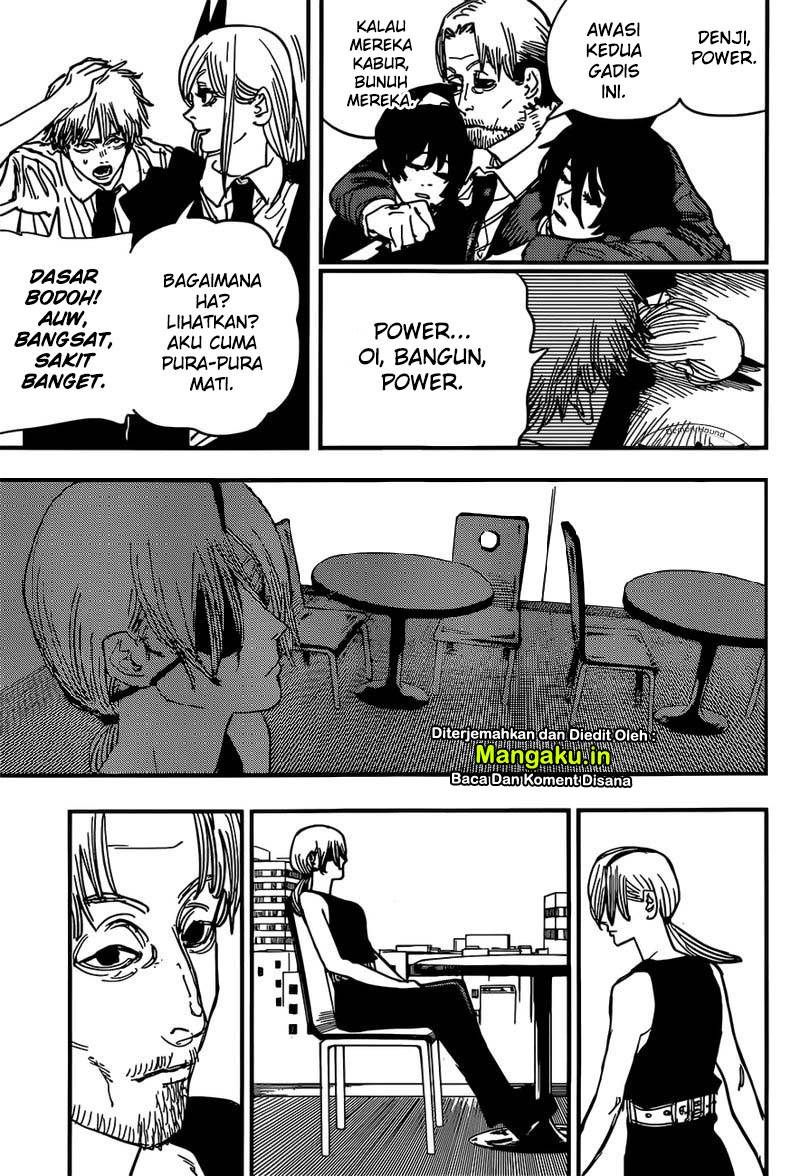 DENJI,
POWER.
AWASI
KEDUA
GADIS
INI.
KALAU
MEREKA
KABUR,
BUNUH
MEREKA.
POWER...
OI, BANGUN,
POWER.
BAGAIMANA
HA?
LIHATKAN?
AKU CUMA
PURA-PURA
MATI.
DASAR
BODOH!
AUW,
BANGSAT,
SAKIT
BANGET.
Diterjemahkan dan Diedit Oleh :
Mangaku.in
Baca Dan Koment Disana